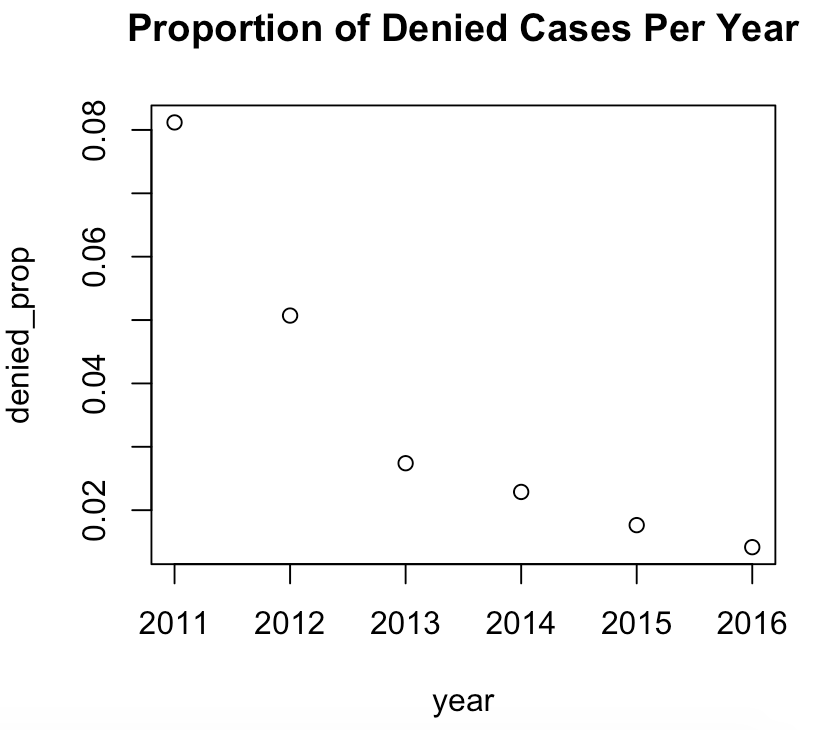 Proportion of Denied Cases Per Year
denied_prop
0.08
0.06
0.04
0.02
2011 2012 2013 2014 2015 2016
year